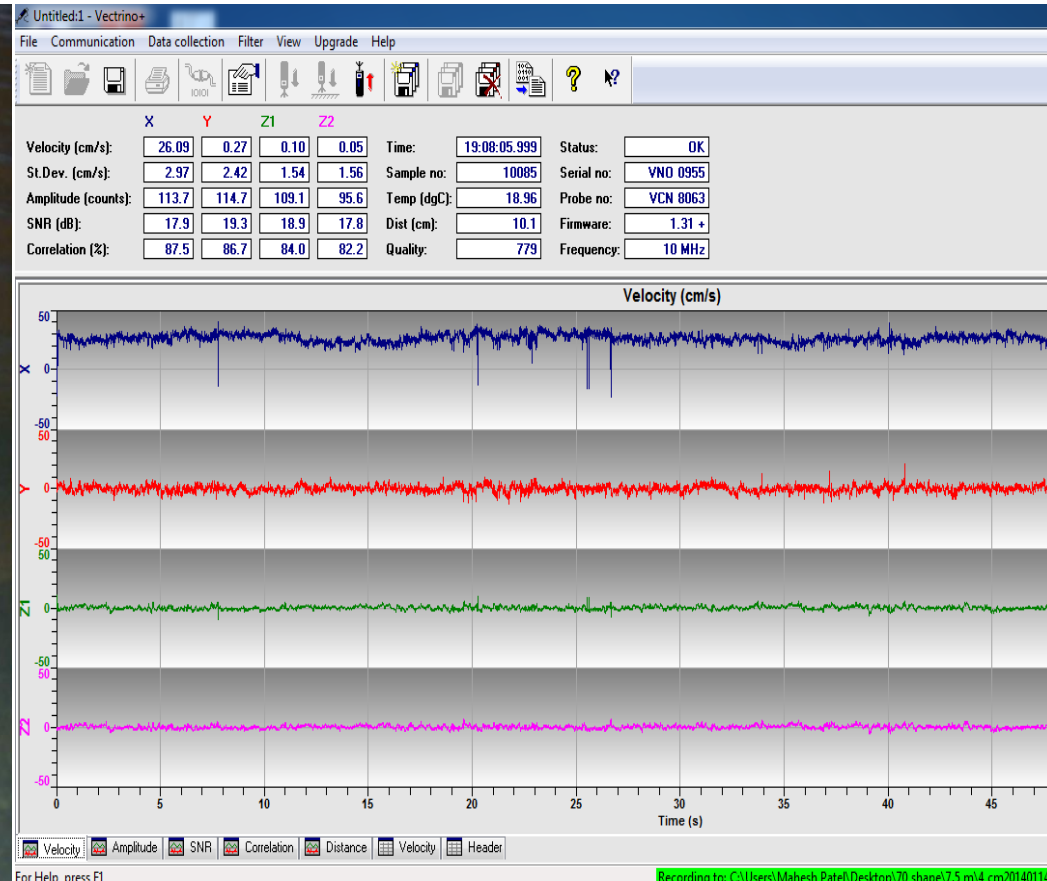 Untitled:1 - Vectrino+
File Communication Data collection Filter View Upgrade Help
X Y Z1 Z2
Velocity (cm/s): 26.09 0.27 0.10 0.05 Time: 19:08:05.999 Status: OK
St.Dev. (cm/s): 2.97 2.42 1.54 1.56 Sample no: 10085 Serial no: VNO 0955
Amplitude (counts): 113.7 114.7 109.1 95.6 Temp (dgC): 18.96 Probe no: VCN 8063
SNR (dB): 17.9 19.3 18.9 17.8 Dist (cm): 10.1 Firmware: 1.31 +
Correlation (%): 87.5 86.7 84.0 82.2 Quality: 779 Frequency: 10 MHz
Velocity (cm/s)
50
X 0
-50
50
Y 0
-50
50
Z1 0
-50
50
Z2 0
-50
0 5 10 15 20 25 30 35 40 45
Time (s)
Velocity Amplitude SNR Correlation Distance Velocity Header
For Help, press F1 Recording to: C:\Users\Mahesh Patel\Desktop\70 shape\7.5 m\4 cm20140114